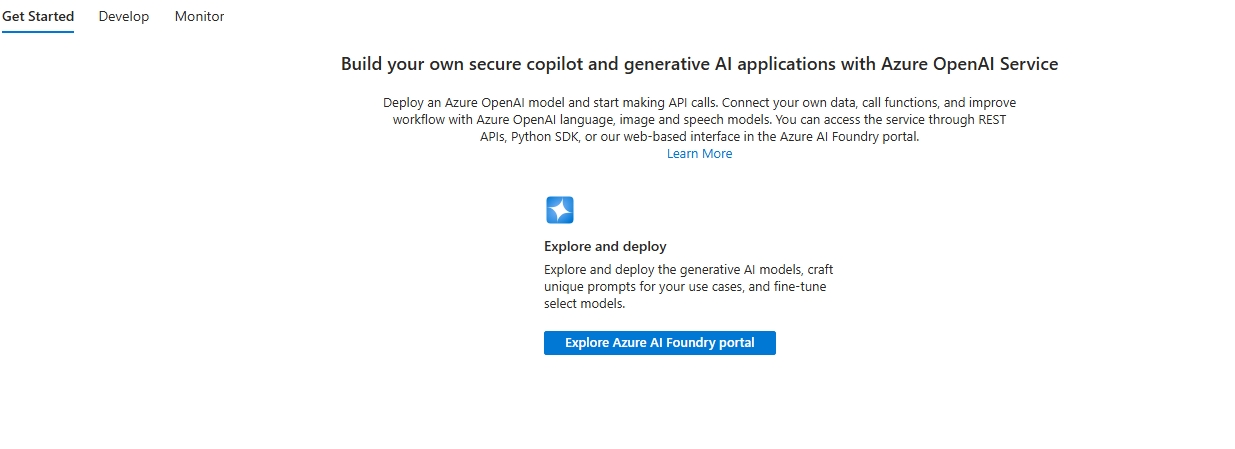 Get Started Develop Monitor
Build your own secure copilot and generative AI applications with Azure OpenAI Service
Deploy an Azure OpenAI model and start making API calls. Connect your own data, call functions, and improve
workflow with Azure OpenAI language, image and speech models. You can access the service through REST
APIs, Python SDK, or our web-based interface in the Azure AI Foundry portal.
Learn More
Explore and deploy
Explore and deploy the generative AI models, craft
unique prompts for your use cases, and fine-tune
select models.
Explore Azure AI Foundry portal